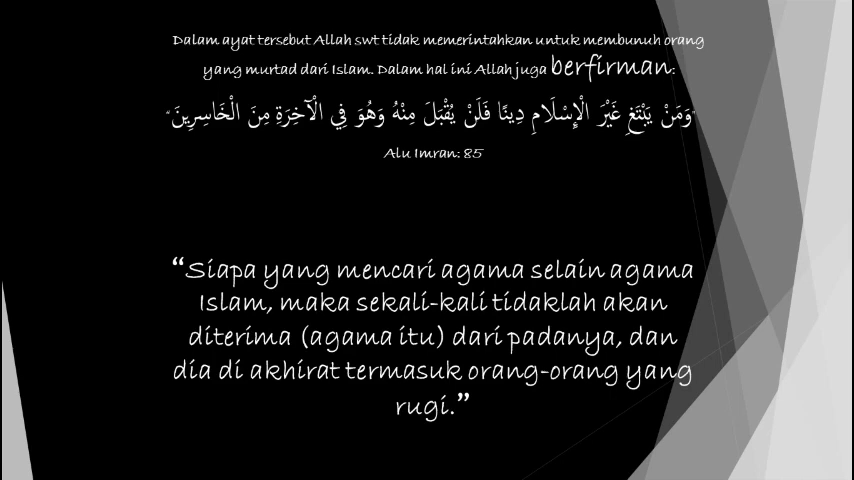 Dalam ayat tersebut Allah swt tidak memerintahkan untuk membunuh orang
yang murtad dari Islam. Dalam hal ini Allah juga berfirman:
"وَمَنْ يَبْتَغِ غَيْرَ الْإِسْلَامِ دِينًا فَلَنْ يُقْبَلَ مِنْهُ وَهُوَ فِي الْآخِرَةِ مِنَ الْخَاسِرِينَ"
Alu Imran: 85
“Siapa yang mencari agama selain agama
Islam, maka sekali-kali tidaklah akan
diterima (agama itu) dari padanya, dan
dia di akhirat termasuk orang-orang yang
rugi.”